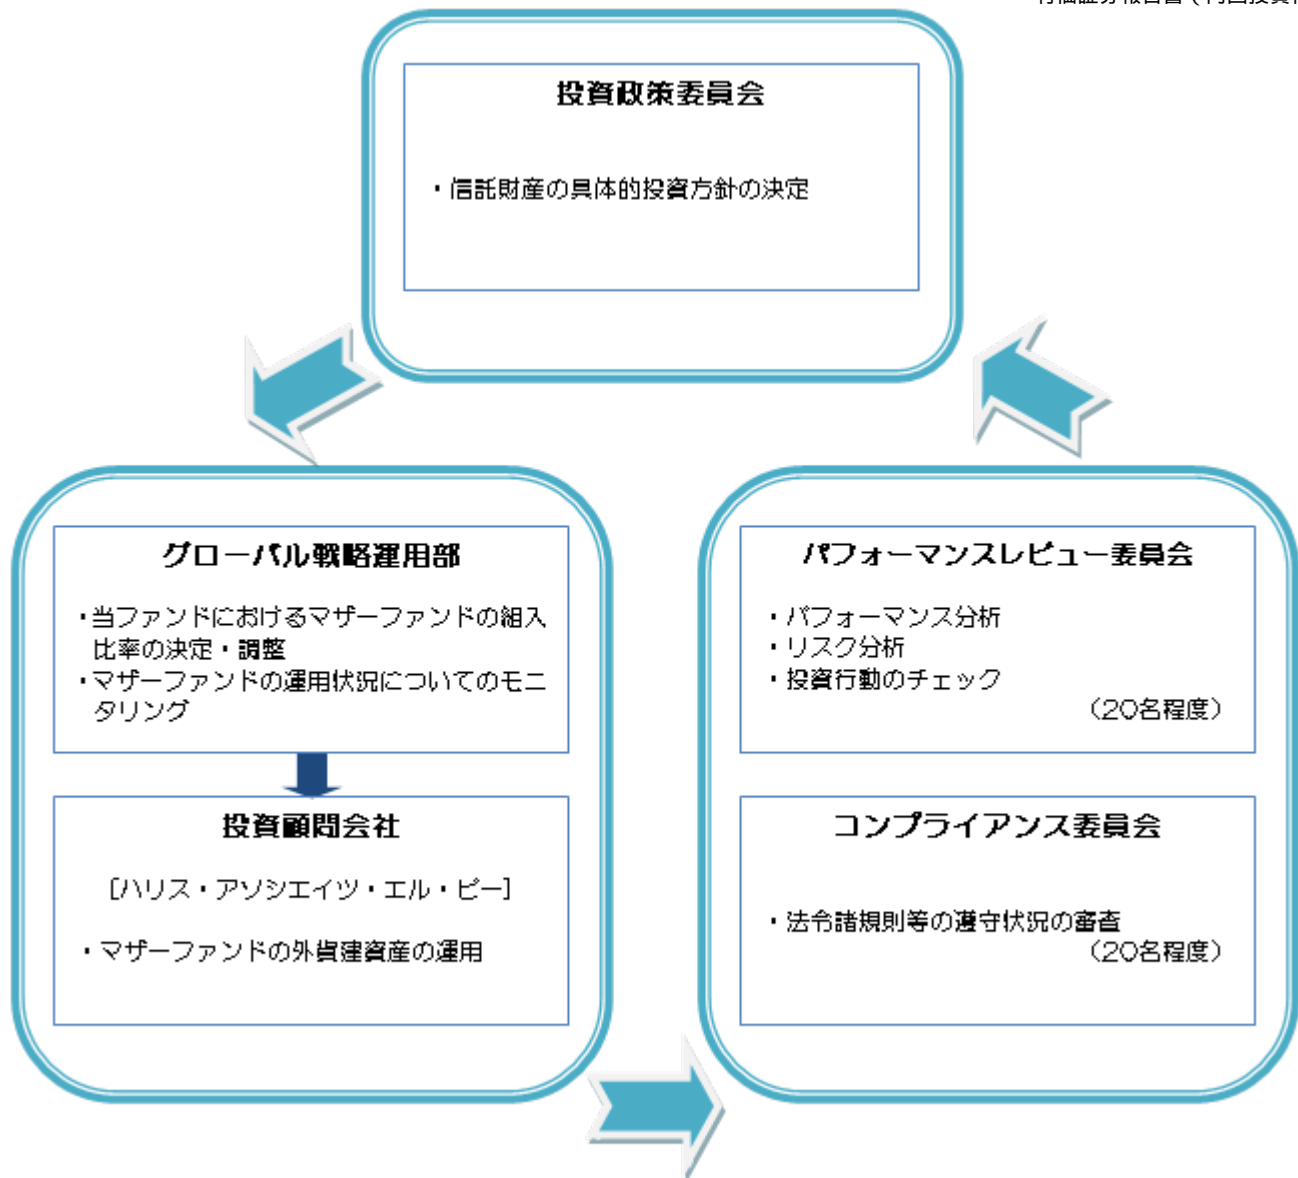 投資政策委員会
・信託財産の具体的投資方針の決定
グローバル戦略運用部
・当ファンドにおけるマザーファンドの組入
比率の決定・調整
・マザーファンドの運用状況についてのモニ
タリング
投資顧問会社
［ハリス・アソシエイツ・エル・ピー］
・マザーファンドの外貨建資産の運用
パフォーマンスレビュー委員会
・パフォーマンス分析
・リスク分析
・投資行動のチェック
（20名程度）
コンプライアンス委員会
・法令諸規則等の遵守状況の審査
（20名程度）